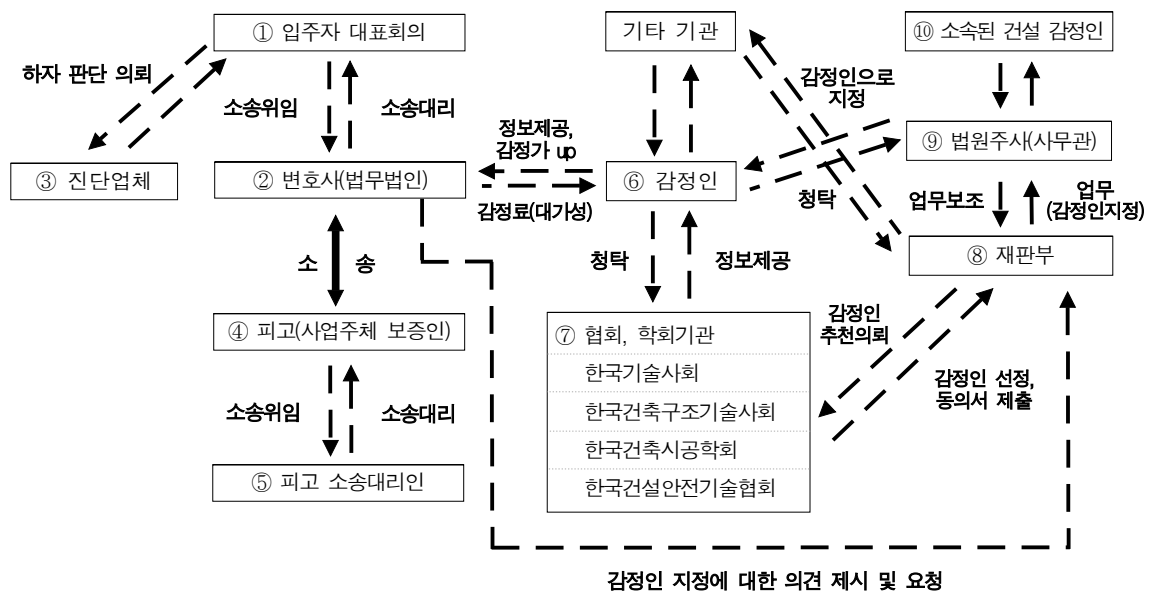 ① 입주자 대표회의
기타 기관
⑩ 소속된 건설 감정인
하자 판단 의뢰
소송위임
소송대리
감정인으로
지정
정보제공,
감정가 up
⑨ 법원주사(사무관)
③ 진단업체
② 변호사(법무법인)
⑥ 감정인
감정료(대가성)
청탁
업무보조
업무
(감정인지정)
소 송
청탁
정보제공
⑧ 재판부
④ 피고(사업주체 보증인)
⑦ 협회, 학회기관
한국기술사회
한국건축구조기술사회
한국건축시공학회
한국건설안전기술협회
감정인
추천의뢰
감정인 선정,
동의서 제출
소송위임
소송대리
⑤ 피고 소송대리인
감정인 지정에 대한 의견 제시 및 요청